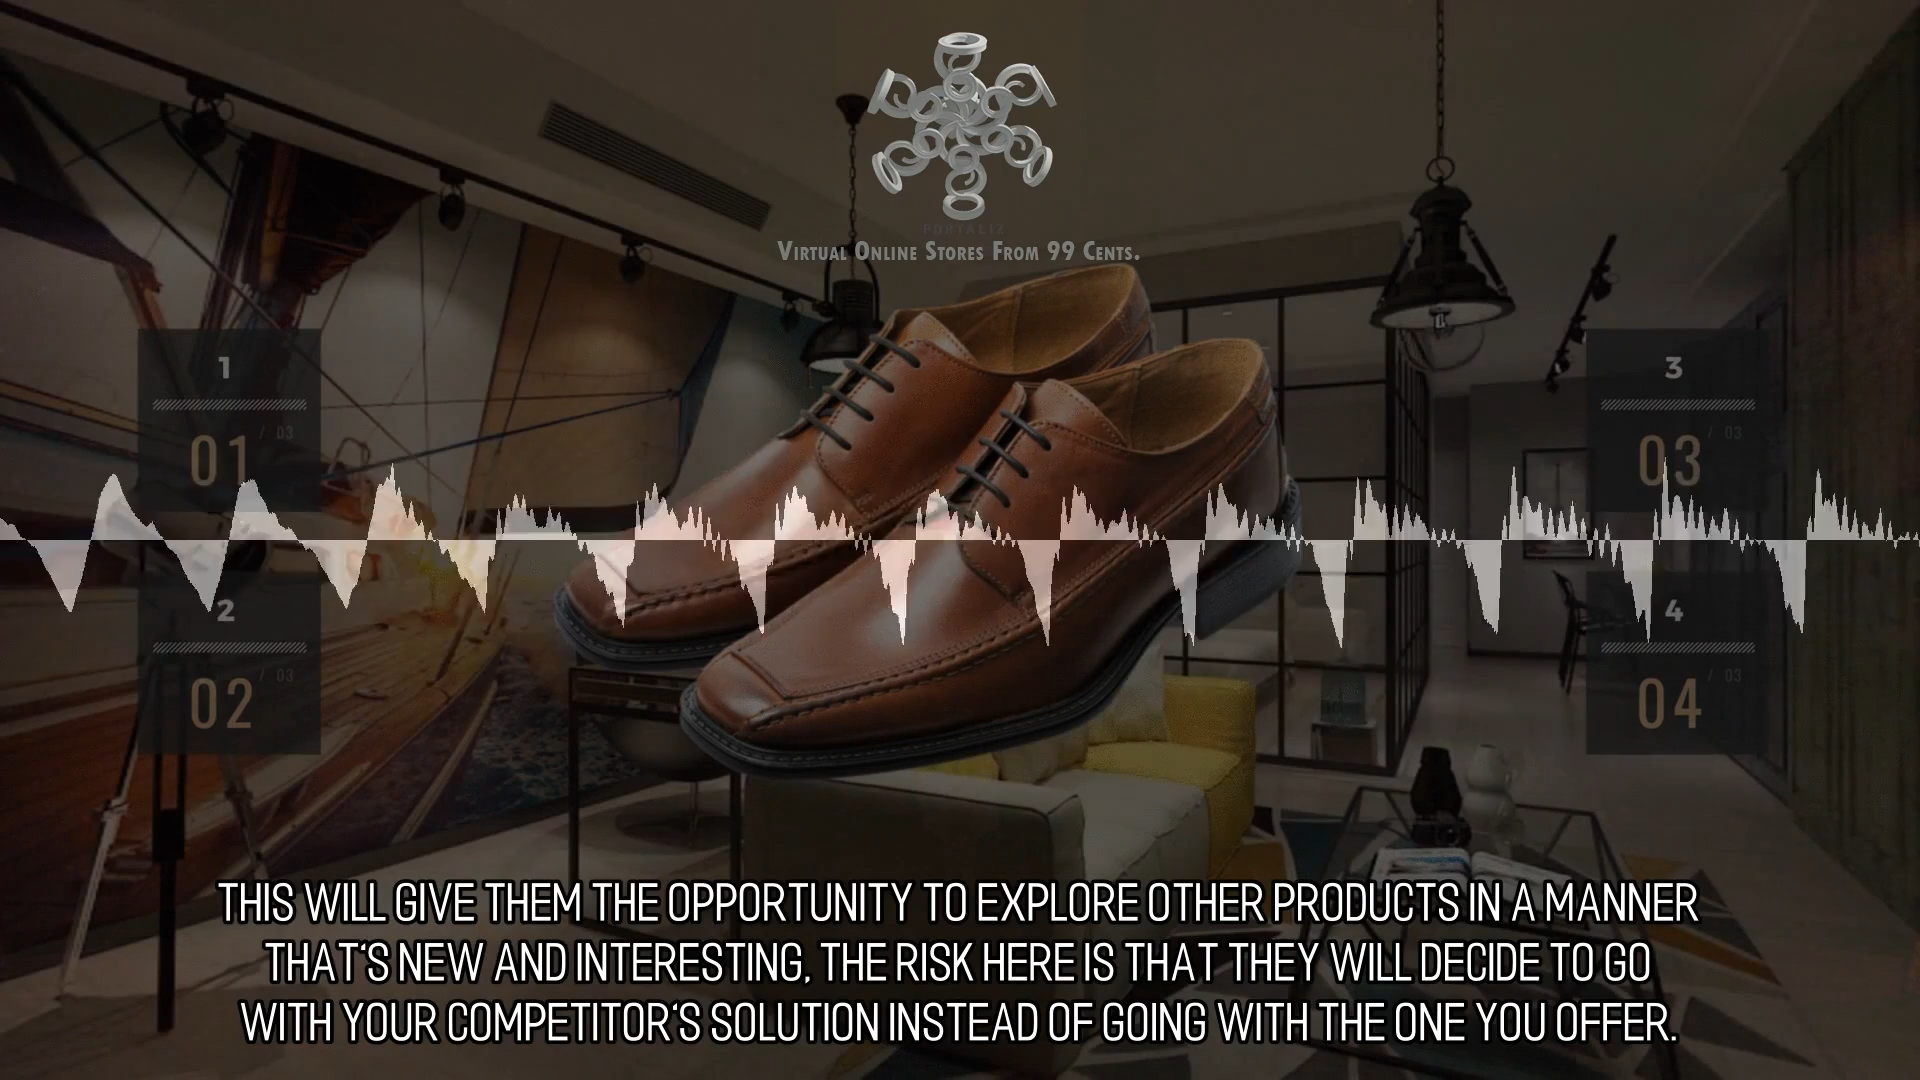 PORTALIZ
Virtual Online Stores From 99 Cents.
1
01 / 03
2
02 / 03
3
03 / 03
4
04 / 03
THIS WILL GIVE THEM THE OPPORTUNITY TO EXPLORE OTHER PRODUCTS IN A MANNER
THAT'S NEW AND INTERESTING, THE RISK HERE IS THAT THEY WILL DECIDE TO GO
WITH YOUR COMPETITOR'S SOLUTION INSTEAD OF GOING WITH THE ONE YOU OFFER.